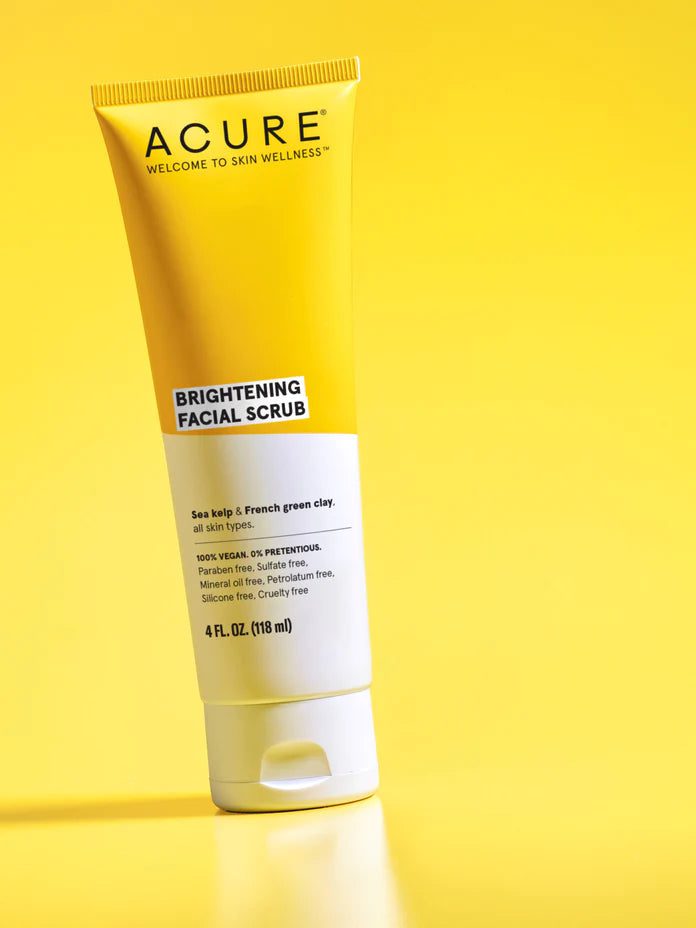 ACURE®
WELCOME TO SKIN WELLNESS™
BRIGHTENING
FACIAL SCRUB
Sea kelp & French green clay.
all skin types.
100% VEGAN. 0% PRETENTIOUS.
Paraben free, Sulfate free,
Mineral oil free, Petrolatum free,
Silicone free, Cruelty free
4 FL. OZ. (118 ml)